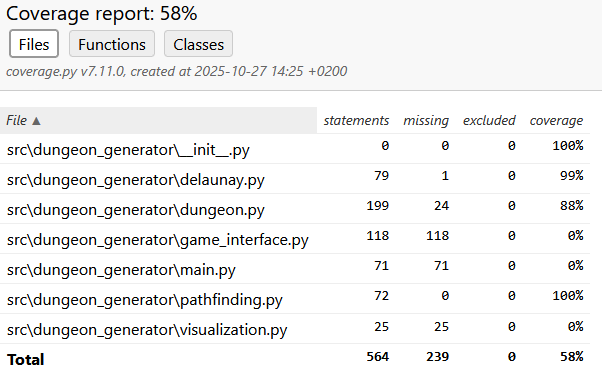 Coverage report: 58%
Files Functions Classes
coverage.py v7.11.0, created at 2025-10-27 14:25 +0200
File ▲ statements missing excluded coverage
src\dungeon_generator\__init__.py 0 0 0 100%
src\dungeon_generator\delaunay.py 79 1 0 99%
src\dungeon_generator\dungeon.py 199 24 0 88%
src\dungeon_generator\game_interface.py 118 118 0 0%
src\dungeon_generator\main.py 71 71 0 0%
src\dungeon_generator\pathfinding.py 72 0 0 100%
src\dungeon_generator\visualization.py 25 25 0 0%
Total 564 239 0 58%